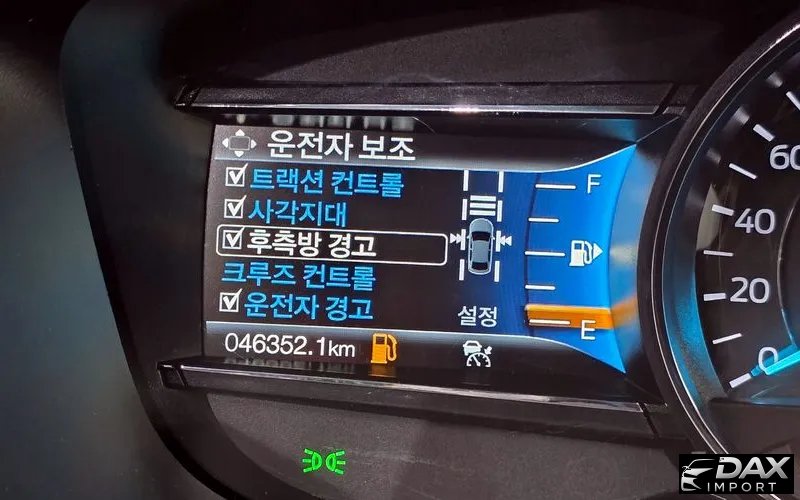 운전자 보조
트랙션 컨트롤
사각지대
후측방 경고
크루즈 컨트롤
운전자 경고
설정
046352.1km
F
E
60
40
20
0
DAX
IMPORT